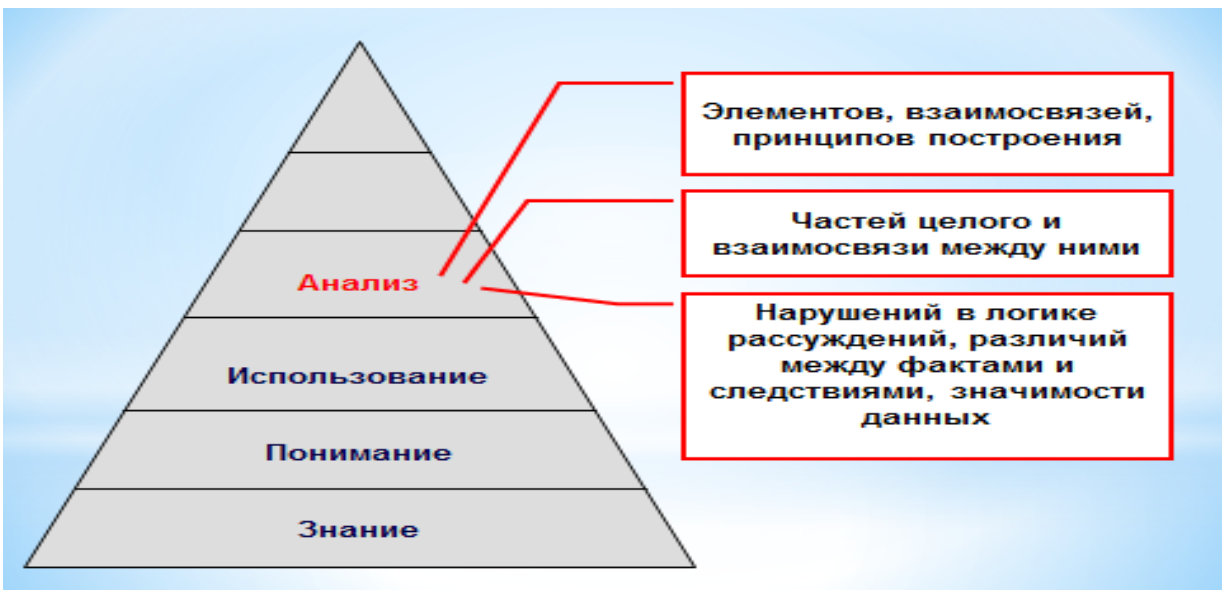 Элементов, взаимосвязей,
принципов построения
Частей целого и
взаимосвязи между ними
Анализ
Нарушений в логике
рассуждений, различий
между фактами и
следствиями, значимости
данных
Использование
Понимание
Знание